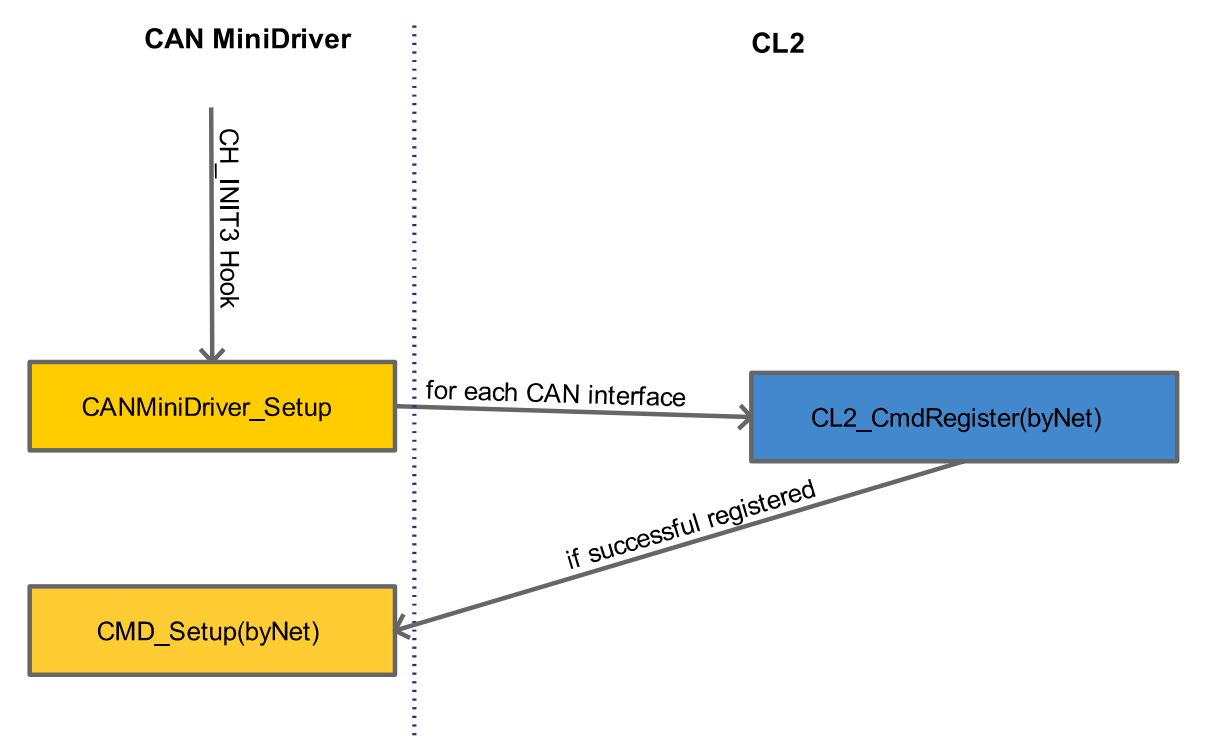 CAN MiniDriver
CL2
CH_INIT3 Hook
CANMiniDriver_Setup
for each CAN interface
CL2_CmdRegister(byNet)
if successful registered
CMD_Setup(byNet)